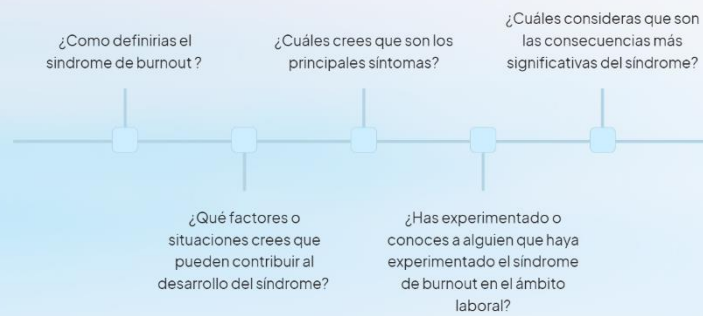 ¿Como definirias el
sindrome de burnout ?
¿Qué factores o
situaciones crees que
pueden contribuir al
desarrollo del síndrome?
¿Cuáles crees que son los
principales síntomas?
¿Has experimentado o
conoces a alguien que haya
experimentado el síndrome
de burnout en el ámbito
laboral?
¿Cuáles consideras que son
las consecuencias más
significativas del síndrome?